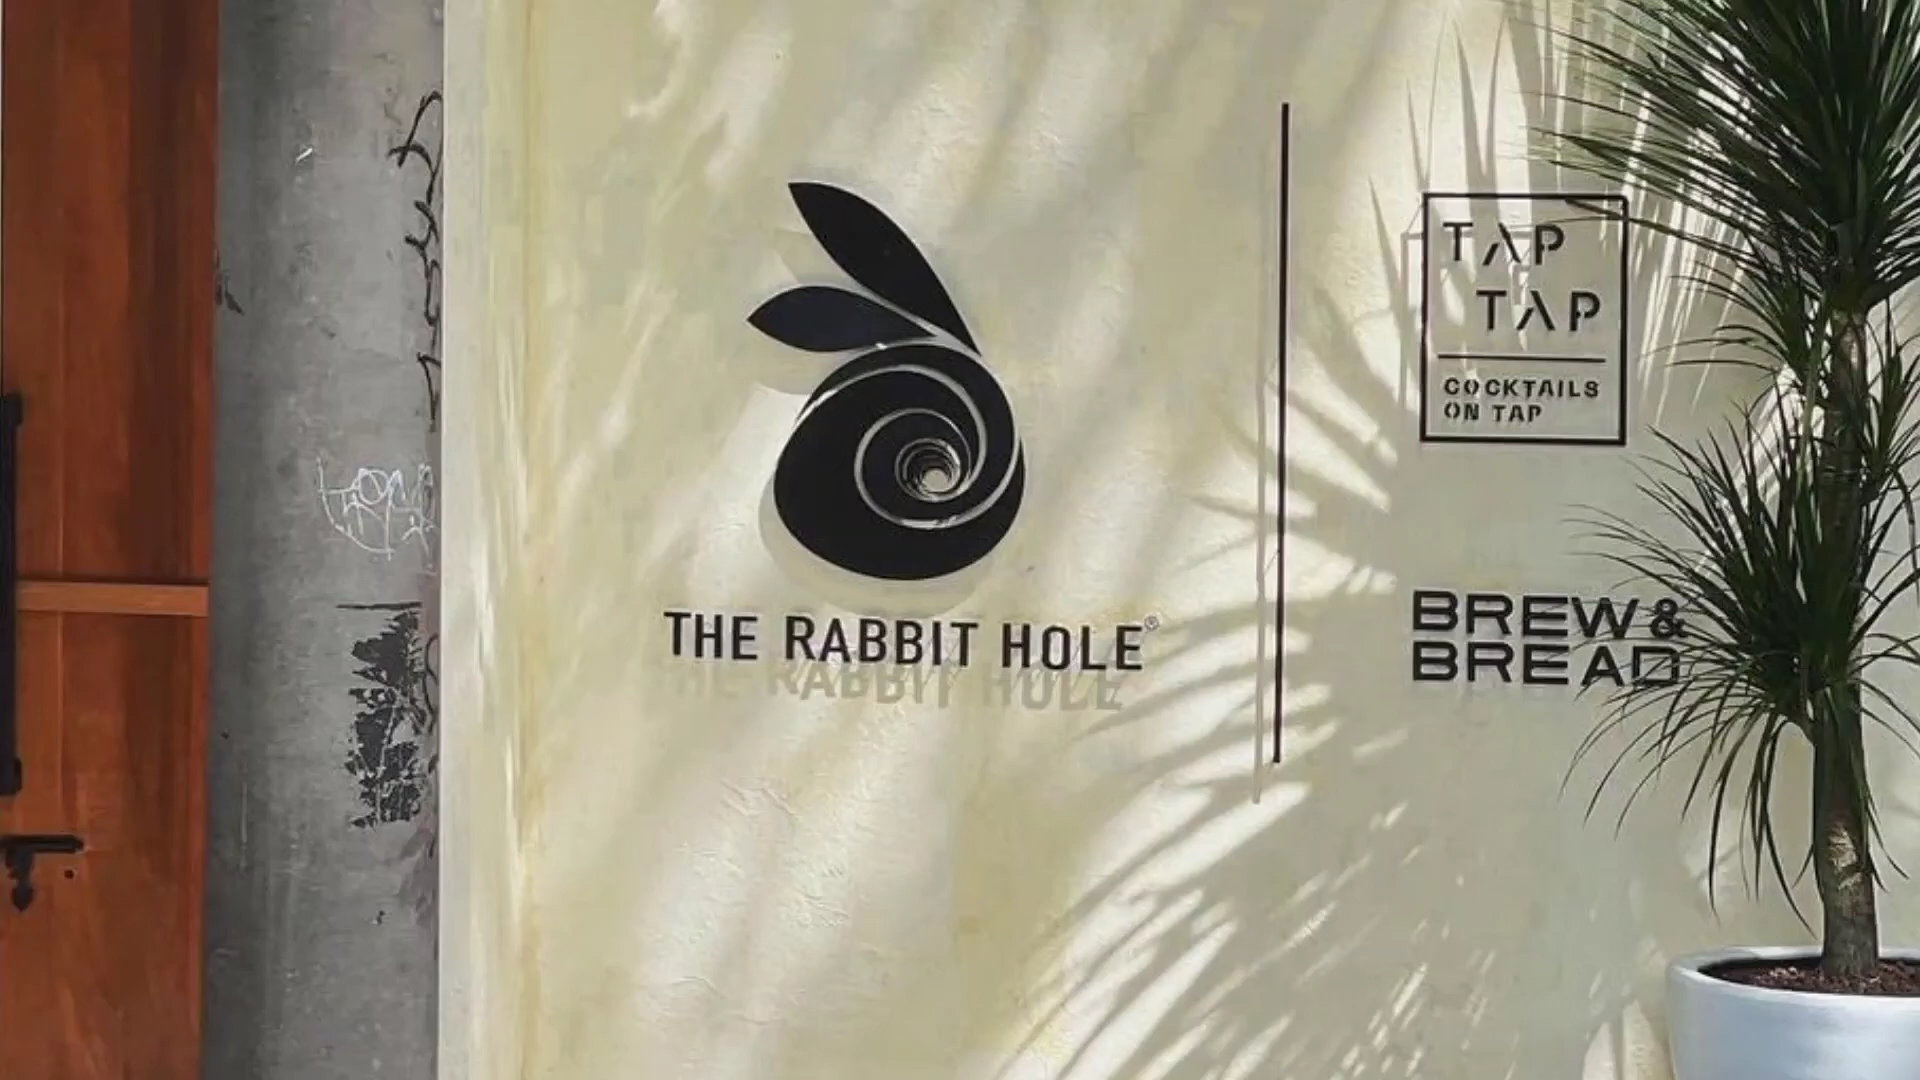 THE RABBIT HOLE®
TAP
TAP
COCKTAILS
ON TAP
BREW &
BREAD